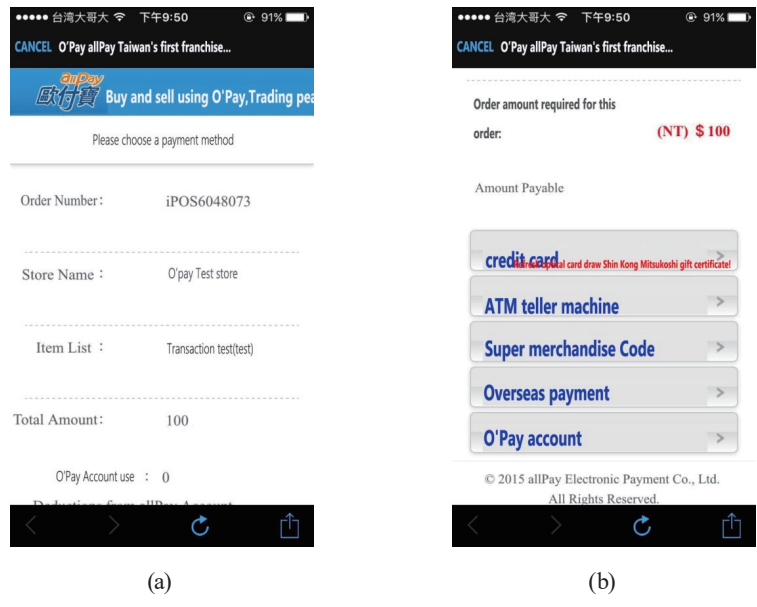 ●●●●● 台湾大哥大 下午9:50 91%
CANCEL O'Pay allPay Taiwan's first franchise...
allPay
歐付寶 Buy and sell using O'Pay,Trading pea
Please choose a payment method
Order Number: iPOS6048073
Store Name : O'pay Test store
Item List : Transaction test(test)
Total Amount: 100
O'Pay Account use : 0
Deductions from allPay Account
(a)
●●●●● 台湾大哥大 下午9:50 91%
CANCEL O'Pay allPay Taiwan's first franchise...
Order amount required for this
order: (NT) $100
Amount Payable
credit card
card draw Shin Kong Mitsukoshi gift certificate!
ATM teller machine
Super merchandise Code
Overseas payment
O'Pay account
© 2015 allPay Electronic Payment Co., Ltd.
All Rights Reserved.
(b)